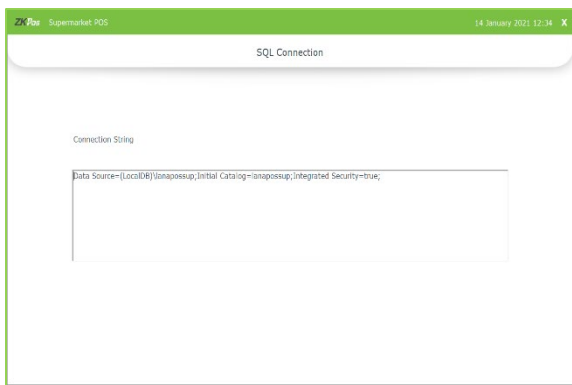 ZKPos Supermarket POS 14 January 2021 12:34 X
SQL Connection
Connection String
Data Source=(LocalDB)\lanapossup;Initial Catalog=lanapossup;Integrated Security=true;